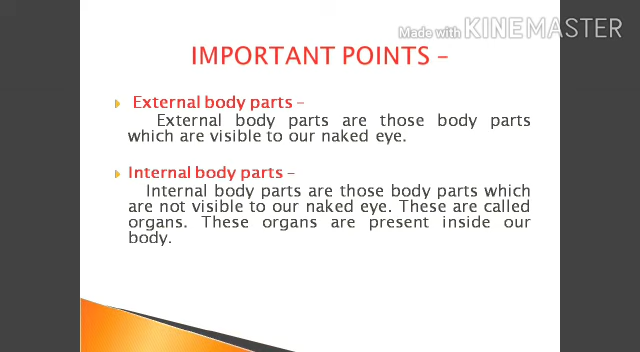 Made with KINEMASTER
IMPORTANT POINTS –
External body parts –
External body parts are those body parts
which are visible to our naked eye.
Internal body parts –
Internal body parts are those body parts which
are not visible to our naked eye. These are called
organs. These organs are present inside our
body.